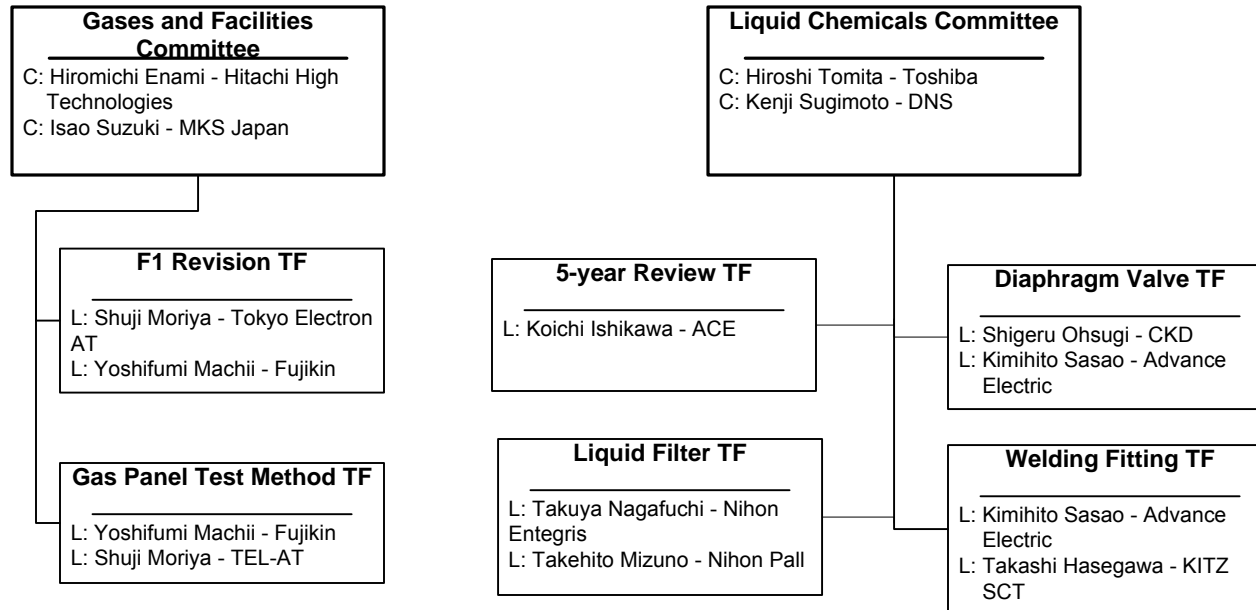 Gases and Facilities
Committee
C: Hiromichi Enami - Hitachi High
Technologies
C: Isao Suzuki - MKS Japan
Liquid Chemicals Committee
C: Hiroshi Tomita - Toshiba
C: Kenji Sugimoto - DNS
F1 Revision TF
L: Shuji Moriya - Tokyo Electron
AT
L: Yoshifumi Machii - Fujikin
5-year Review TF
L: Koichi Ishikawa - ACE
Diaphragm Valve TF
L: Shigeru Ohsugi - CKD
L: Kimihito Sasao - Advance
Electric
Gas Panel Test Method TF
L: Yoshifumi Machii - Fujikin
L: Shuji Moriya - TEL-AT
Liquid Filter TF
L: Takuya Nagafuchi - Nihon
Entegris
L: Takehito Mizuno - Nihon Pall
Welding Fitting TF
L: Kimihito Sasao - Advance
Electric
L: Takashi Hasegawa - KITZ
SCT